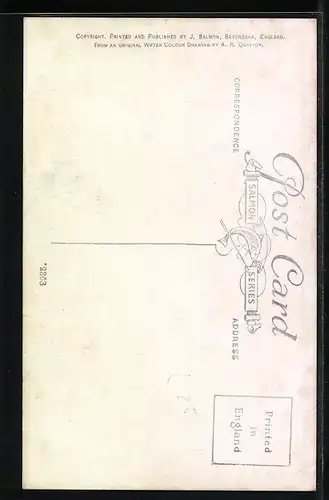 COPYRIGHT. PRINTED AND PUBLISHED BY J. SALMON, SEVENOAKS, ENGLAND.
FROM AN ORIGINAL WATER COLOUR DRAWING BY A. R. QUINTON.
Post Card
SALMON SERIES
CORRESPONDENCE
ADDRESS
Printed
in
England
*2363